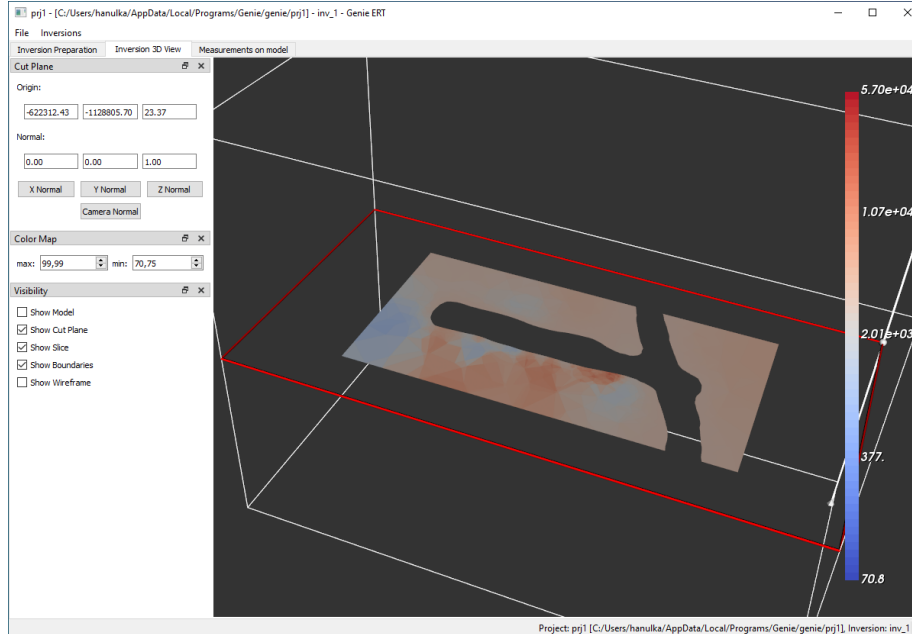 prj1 - [C:/Users/hanulka/AppData/Local/Programs/Genie/genie/prj1] - inv_1 - Genie ERT
File Inversions
Inversion Preparation Inversion 3D View Measurements on model
Cut Plane
Origin:
-622312.43 -1128805.70 23.37
Normal:
0.00 0.00 1.00
X Normal Y Normal Z Normal
Camera Normal
Color Map
max: 99,99 min: 70,75
Visibility
Show Model
Show Cut Plane
Show Slice
Show Boundaries
Show Wireframe
5.70e+04
1.07e+04
2.01e+03
377.
70.8
Project: prj1 [C:/Users/hanulka/AppData/Local/Programs/Genie/genie/prj1], Inversion: inv_1